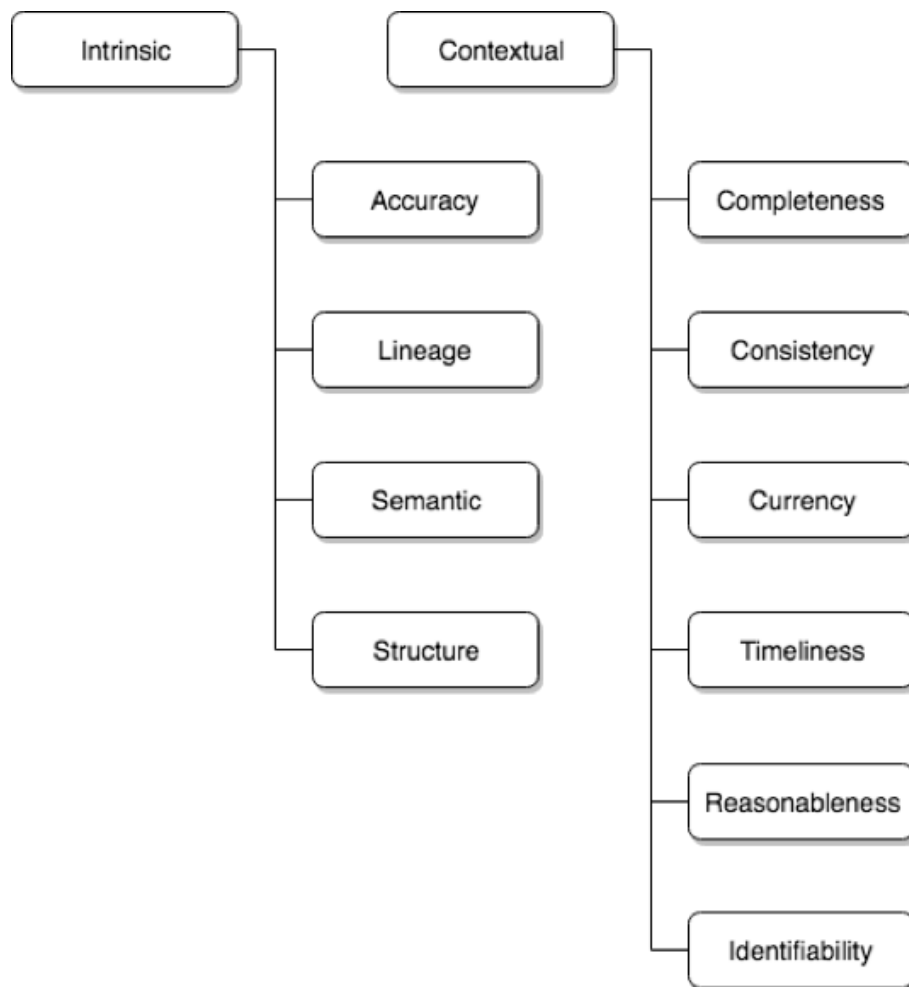 Intrinsic
Contextual
Accuracy
Completeness
Lineage
Consistency
Semantic
Currency
Structure
Timeliness
Reasonableness
Identifiability